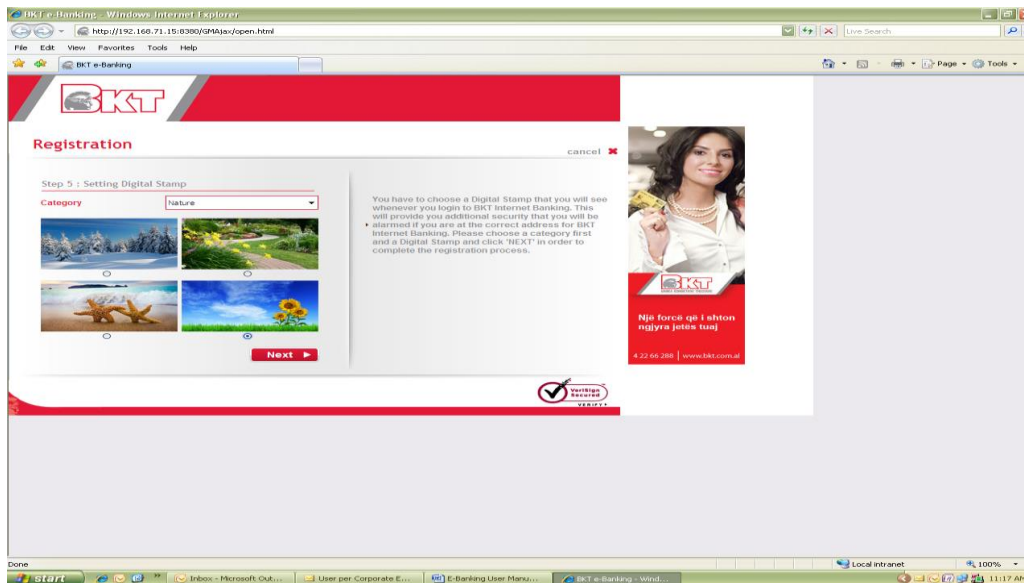 BKT e-Banking - Windows Internet Explorer
http://192.168.71.15:8380/GMAjax/open.html
Live Search
File Edit View Favorites Tools Help
BKT e-Banking
Page Tools
BKT
Registration
cancel
Step 5 : Setting Digital Stamp
Category
Nature
You have to choose a Digital Stamp that you will see
whenever you login to BKT Internet Banking. This
will provide you additional security that you will be
alarmed if you are at the correct address for BKT
Internet Banking. Please choose a category first
and a Digital Stamp and click 'NEXT' in order to
complete the registration process.
Next
BKT
Një forcë që i shton
ngjyra jetës tuaj
4 22 66 288 | www.bkt.com.al
VeriSign
Secured
VERIFY
Done
Local intranet
100%
start
Inbox - Microsoft Out...
User per Corporate E...
E-Banking User Manu...
BKT e-Banking - Wind...